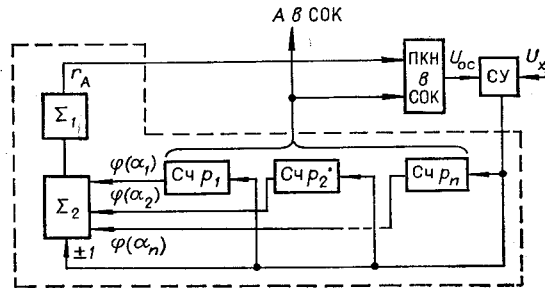 A в СОК
ПКН
в
СОК
U_ос
СУ
U_x
r_A
Σ_1
φ(α_1)
Сч p_1
φ(α_2)
Сч p_2
Сч p_n
Σ_2
φ(α_n)
±1